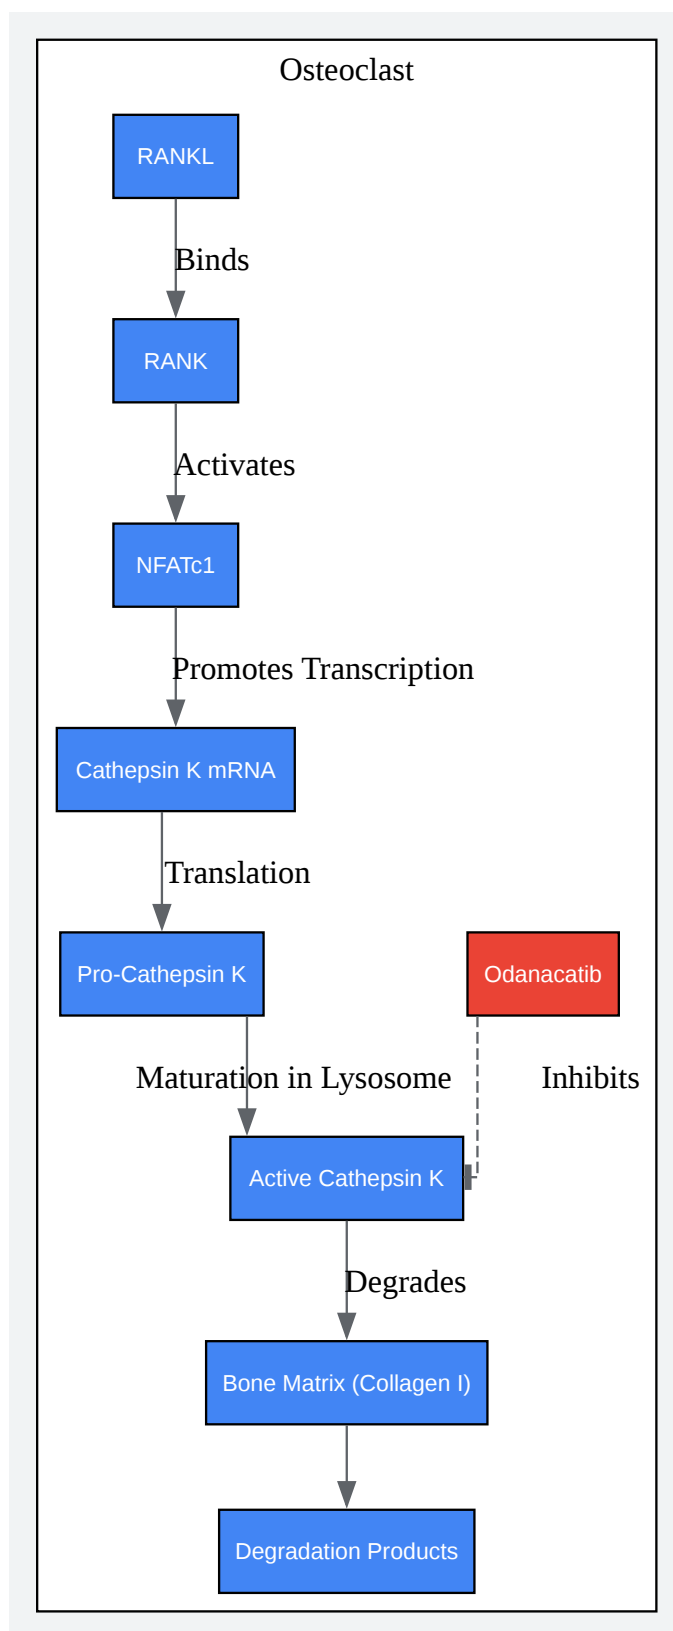 Osteoclast
RANKL
Binds
RANK
Activates
NFATc1
Promotes Transcription
Cathepsin K mRNA
Translation
Pro-Cathepsin K
Odanacatib
Maturation in Lysosome
Inhibits
Active Cathepsin K
Degrades
Bone Matrix (Collagen I)
Degradation Products